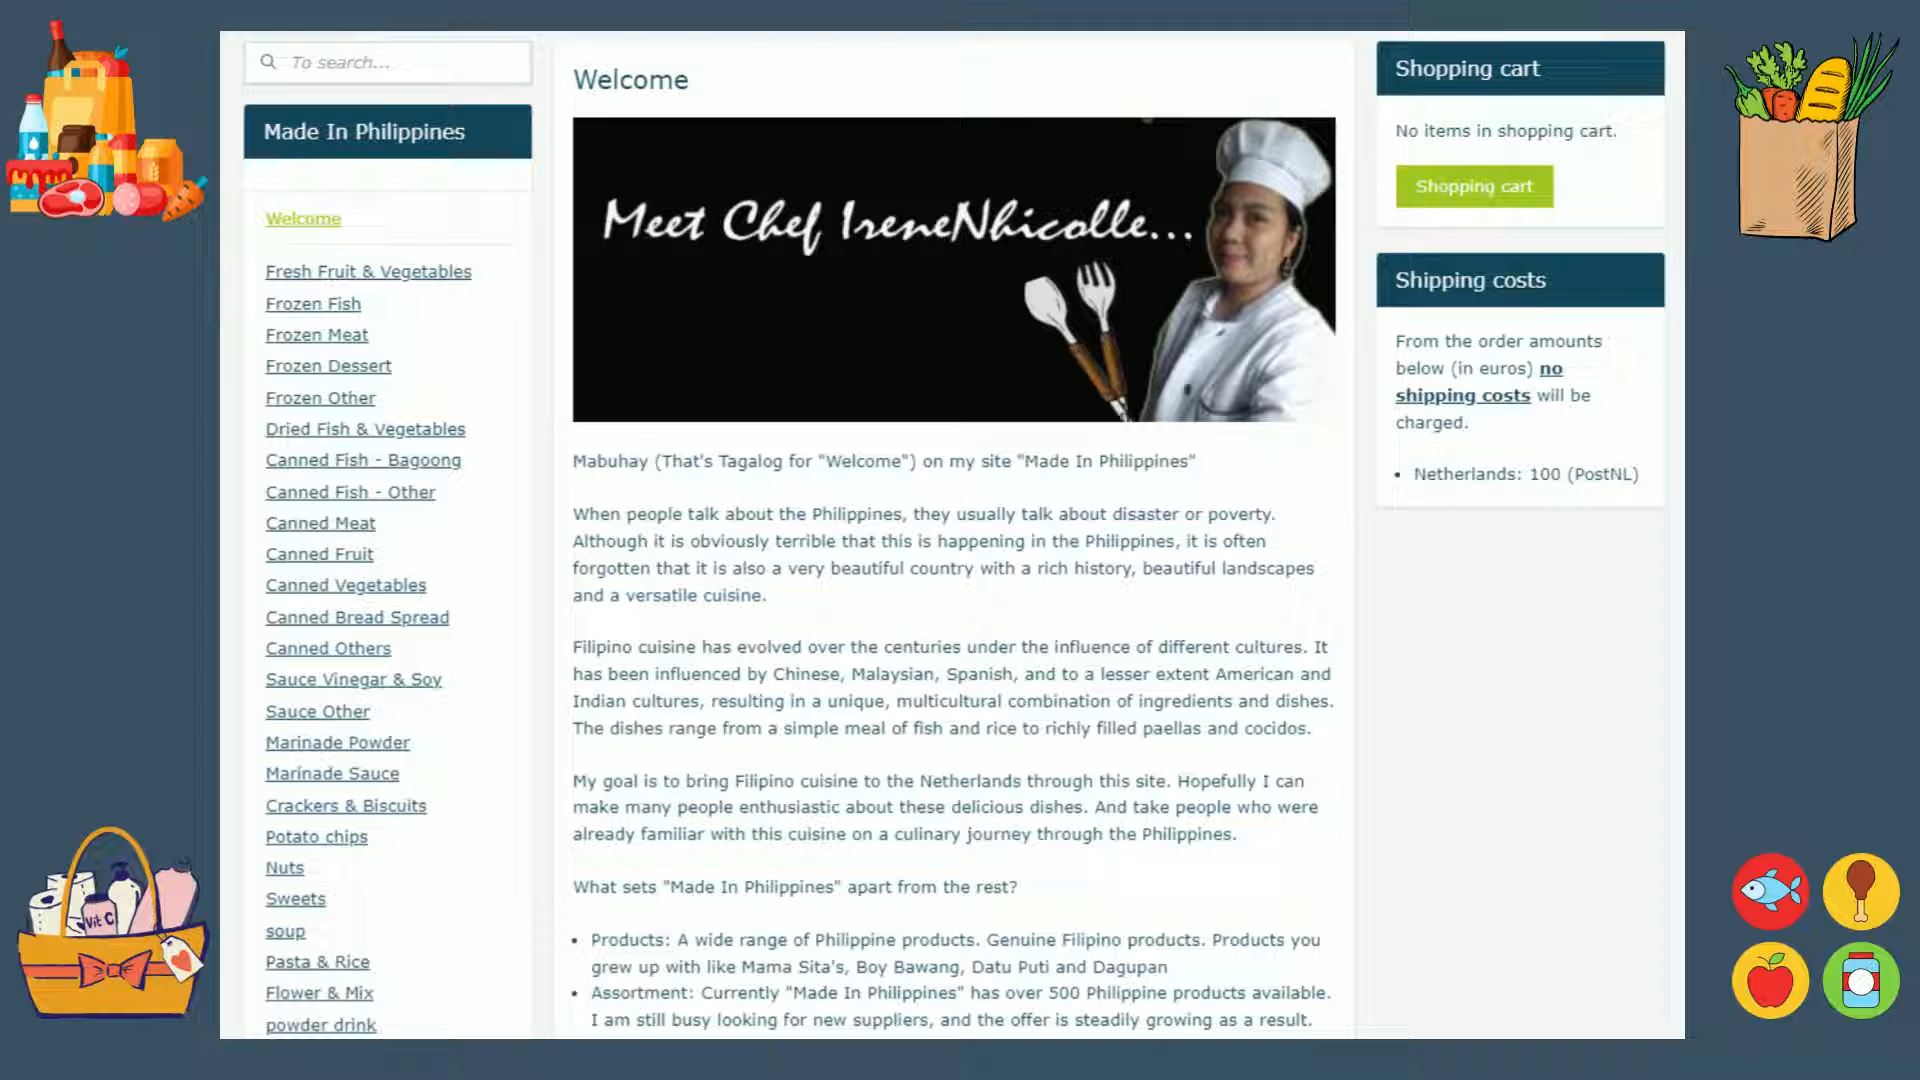 To search...
Made In Philippines
Welcome
Fresh Fruit & Vegetables
Frozen Fish
Frozen Meat
Frozen Dessert
Frozen Other
Dried Fish & Vegetables
Canned Fish - Bagoong
Canned Fish - Other
Canned Meat
Canned Fruit
Canned Vegetables
Canned Bread Spread
Canned Others
Sauce Vinegar & Soy
Sauce Other
Marinade Powder
Marinade Sauce
Crackers & Biscuits
Potato chips
Nuts
Sweets
soup
Pasta & Rice
Flower & Mix
powder drink
Welcome
Meet Chef IreneNhicolle...
Mabuhay (That's Tagalog for "Welcome") on my site "Made In Philippines"
When people talk about the Philippines, they usually talk about disaster or poverty.
Although it is obviously terrible that this is happening in the Philippines, it is often
forgotten that it is also a very beautiful country with a rich history, beautiful landscapes
and a versatile cuisine.
Filipino cuisine has evolved over the centuries under the influence of different cultures. It
has been influenced by Chinese, Malaysian, Spanish, and to a lesser extent American and
Indian cultures, resulting in a unique, multicultural combination of ingredients and dishes.
The dishes range from a simple meal of fish and rice to richly filled paellas and cocidos.
My goal is to bring Filipino cuisine to the Netherlands through this site. Hopefully I can
make many people enthusiastic about these delicious dishes. And take people who were
already familiar with this cuisine on a culinary journey through the Philippines.
What sets "Made In Philippines" apart from the rest?
• Products: A wide range of Philippine products. Genuine Filipino products. Products you
grew up with like Mama Sita's, Boy Bawang, Datu Puti and Dagupan
• Assortment: Currently "Made In Philippines" has over 500 Philippine products available.
I am still busy looking for new suppliers, and the offer is steadily growing as a result.
Shopping cart
No items in shopping cart.
Shopping cart
Shipping costs
From the order amounts
below (in euros) no
shipping costs will be
charged.
• Netherlands: 100 (PostNL)
Vit C